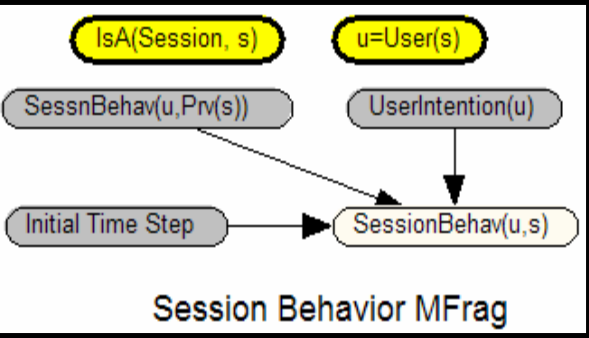 IsA(Session, s)
u=User(s)
SessnBehav(u,Prv(s))
UserIntention(u)
Initial Time Step
SessionBehav(u,s)
Session Behavior MFrag